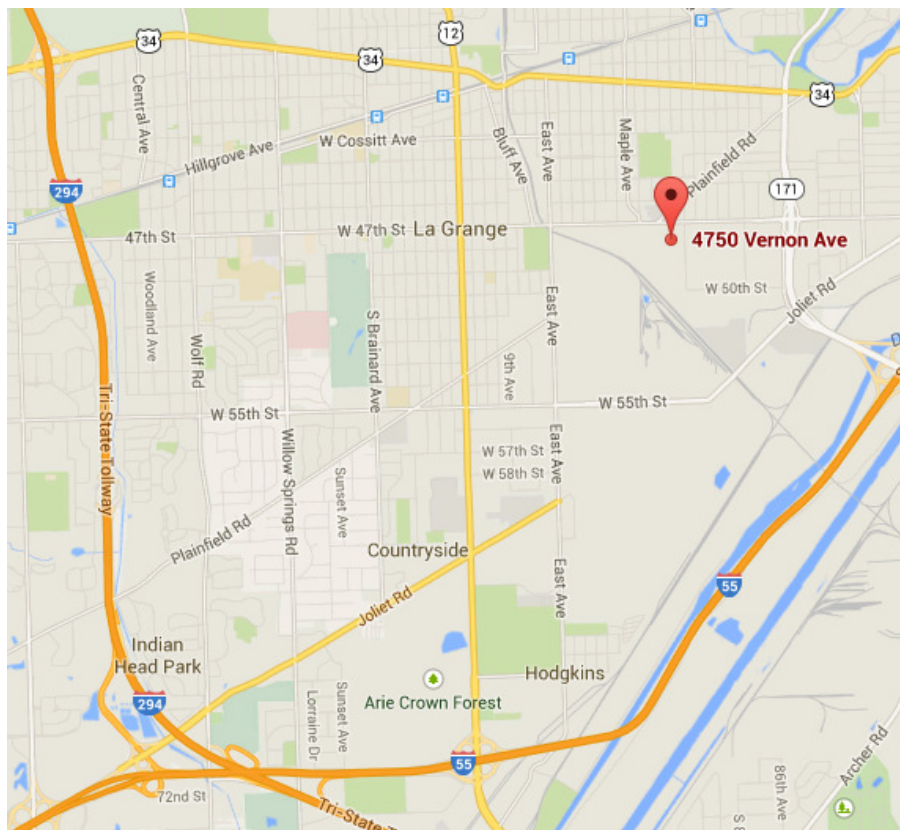 12
34
34
34
Central Ave
Hillgrove Ave
W Cossitt Ave
Bluff Ave
East Ave
Maple Ave
Plainfield Rd
294
171
47th St
W 47th St
La Grange
4750 Vernon Ave
Woodland Ave
Wolf Rd
S Brainard Ave
East Ave
W 50th St
Joliet Rd
9th Ave
Tri-State Tollway
W 55th St
W 55th St
Willow Springs Rd
Sunset Ave
W 57th St
W 58th St
East Ave
Plainfield Rd
Countryside
Joliet Rd
East Ave
55
Indian
Head Park
Hodgkins
Arie Crown Forest
294
Lorraine Dr
Sunset Ave
55
72nd St
Tri-State T
86th Ave
Archer Rd